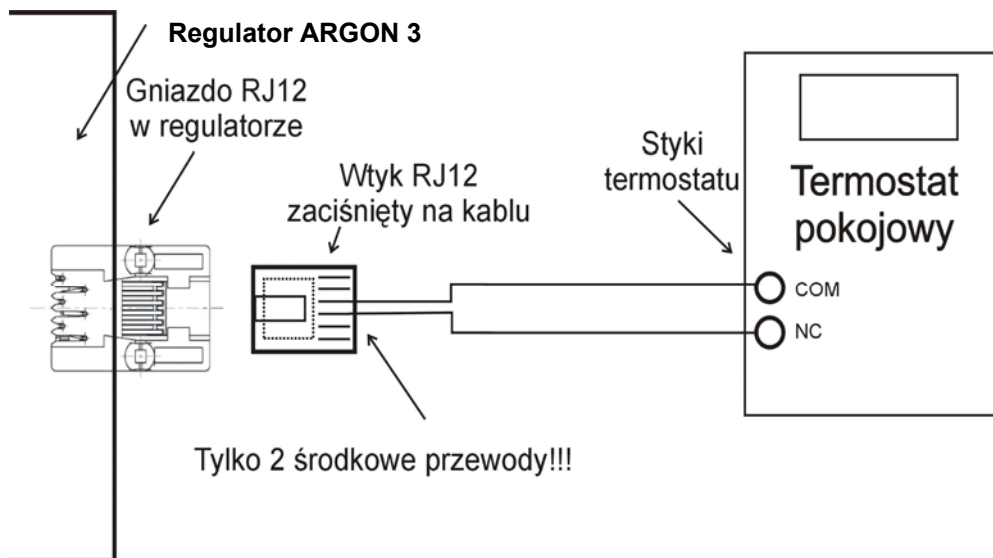 Regulator ARGON 3
Gniazdo RJ12
w regulatorze
Wtyk RJ12
zaciśnięty na kablu
Styki
termostatu
Termostat
pokojowy
COM
NC
Tylko 2 środkowe przewody!!!